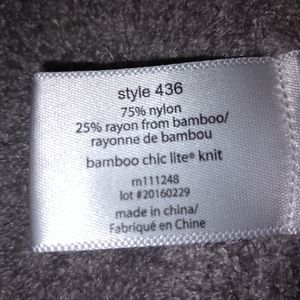 style 436
75% nylon
25% rayon from bamboo/
rayonne de bambou
bamboo chic lite® knit
rn111248
lot #20160229
made in china/
Fabriqué en Chine